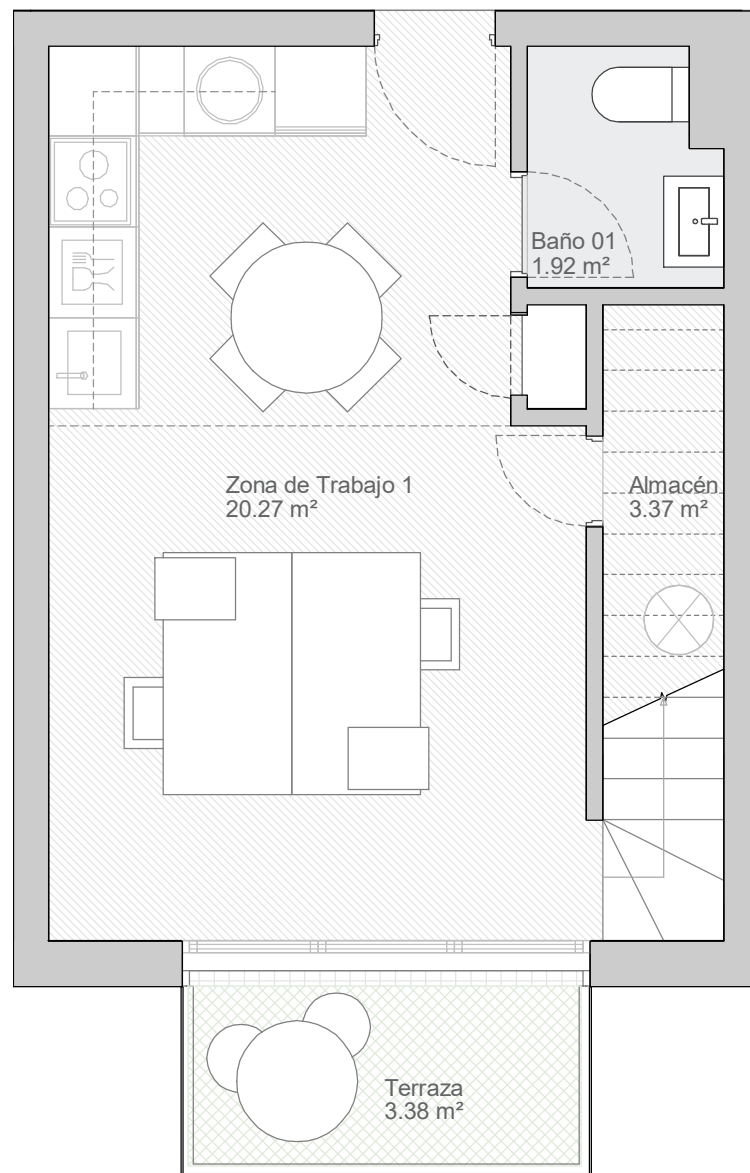 Baño 01
1.92 m²
Zona de Trabajo 1
20.27 m²
Almacén
3.37 m²
Terraza
3.38 m²